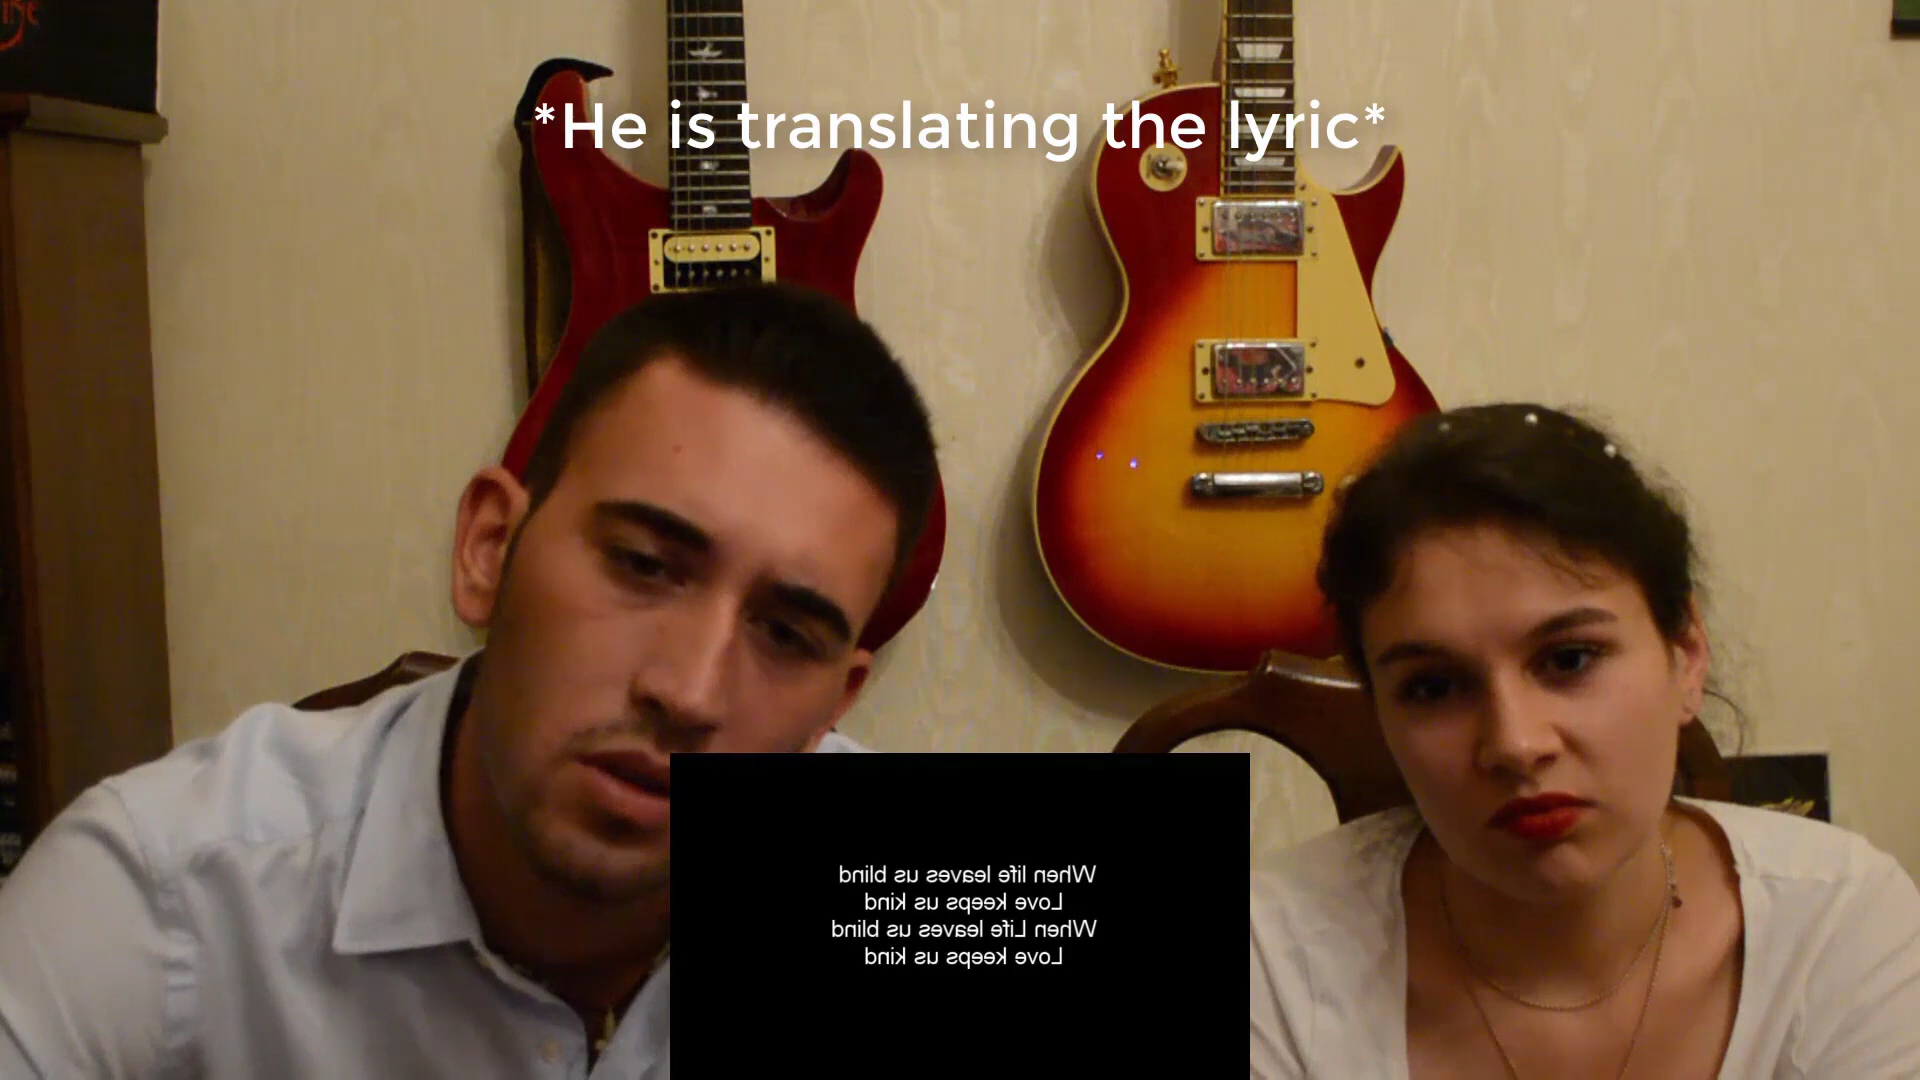 *He is translating the lyric*
When life leaves us blind
Love keeps us kind
When Life leaves us blind
Love keeps us kind